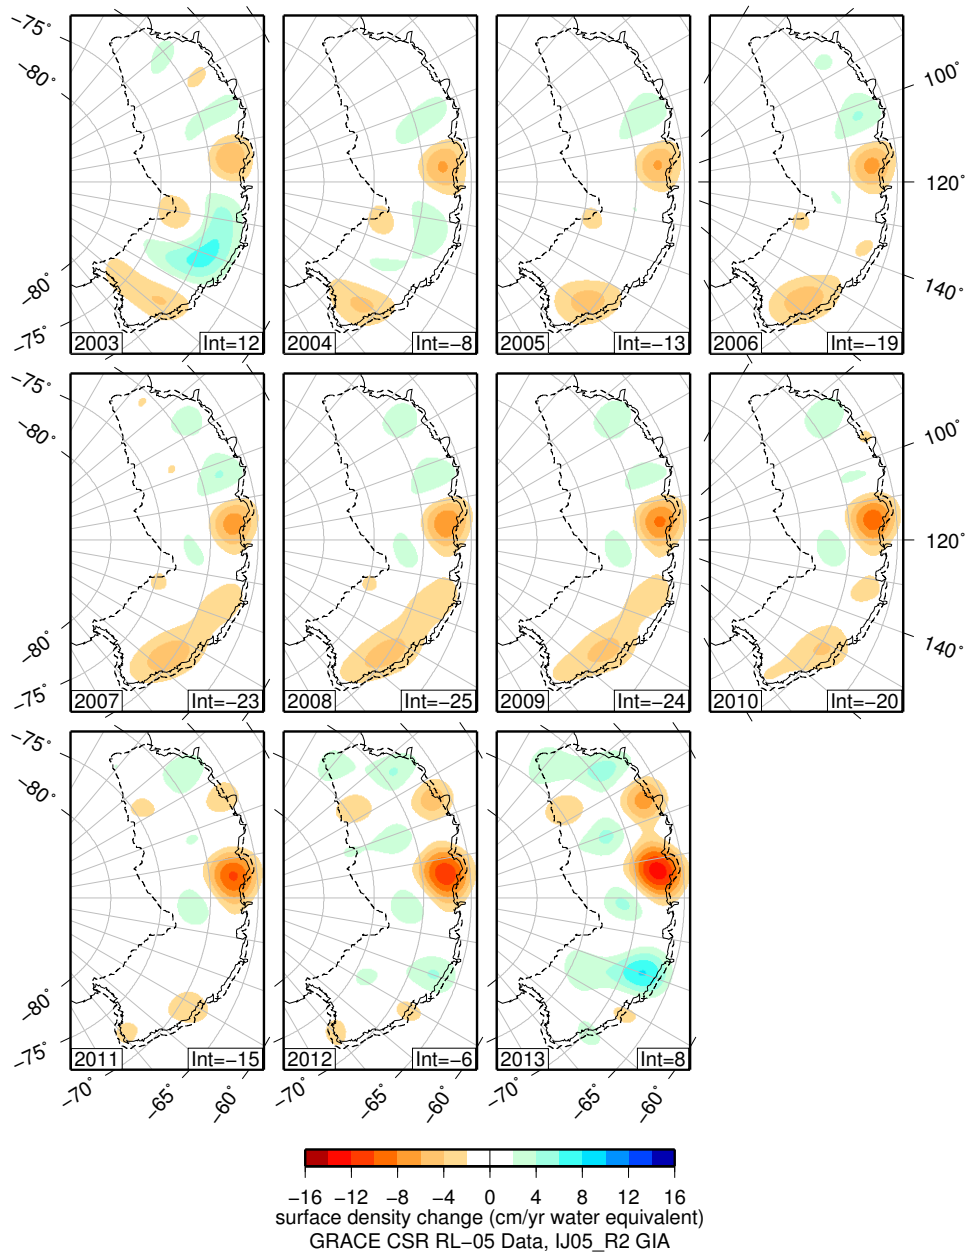 −75°
−80°
100°
120°
140°
−80°
−75°
2003 Int=12
2004 Int=−8
2005 Int=−13
2006 Int=−19
−75°
−80°
100°
120°
140°
−80°
−75°
2007 Int=−23
2008 Int=−25
2009 Int=−24
2010 Int=−20
−75°
−80°
−80°
−75°
2011 Int=−15
2012 Int=−6
2013 Int=8
−70° −65° −60° −70° −65° −60° −70° −65° −60°
−16 −12 −8 −4 0 4 8 12 16
surface density change (cm/yr water equivalent)
GRACE CSR RL−05 Data, IJ05_R2 GIA